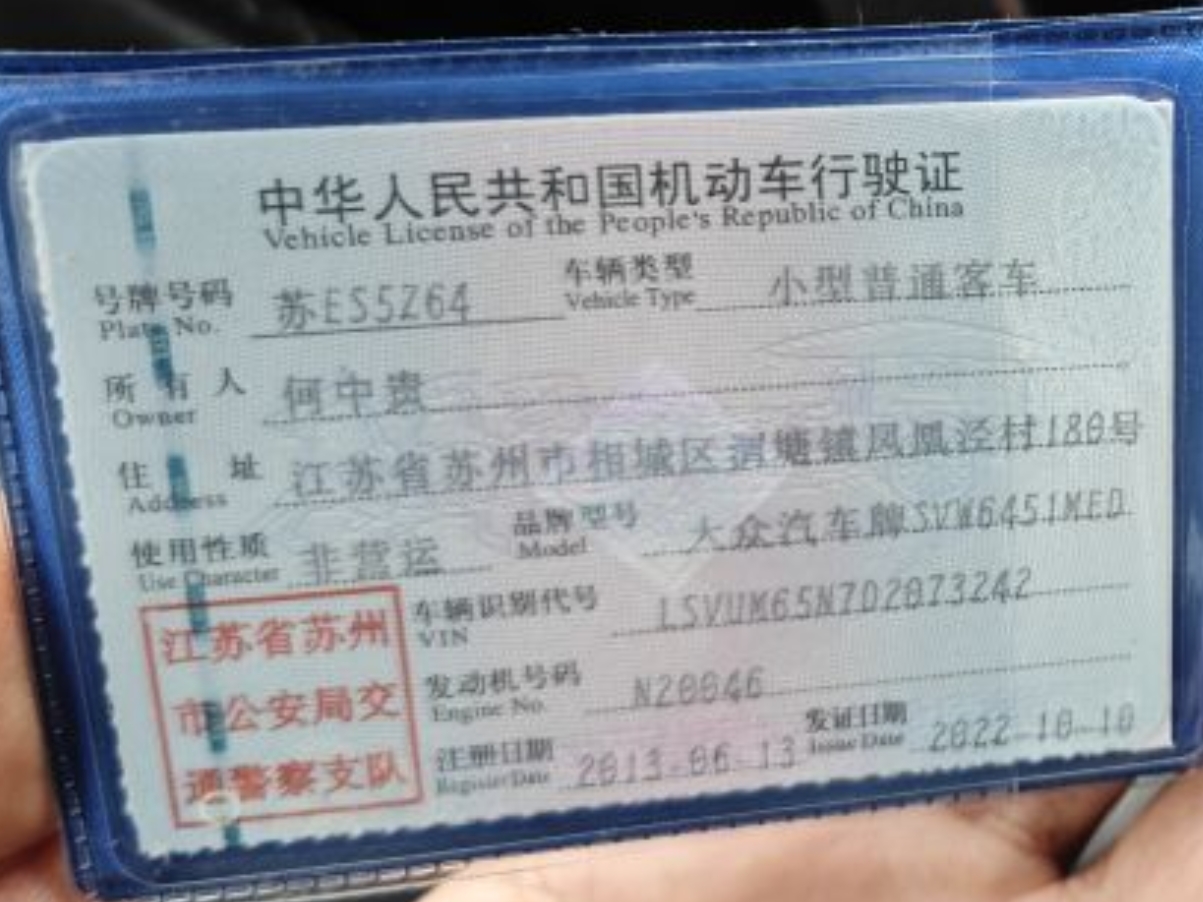 中华人民共和国机动车行驶证
Vehicle License of the People's Republic of China
号牌号码 苏ES5Z64 车辆类型 小型普通客车
Plate No. Vehicle Type
所有人 何中贵
Owner
住址 江苏省苏州市相城区渭塘镇凤凰泾村180号
Address
使用性质 非营运 品牌型号 大众汽车牌SVW6451MED
Use Character Model
江苏省苏州
市公安局交
通警察支队
车辆识别代号 LSVUM65N7D2073242
VIN
发动机号码 N20046
Engine No.
注册日期 2013-06-13 发证日期 2022-10-10
Register Date Issue Date